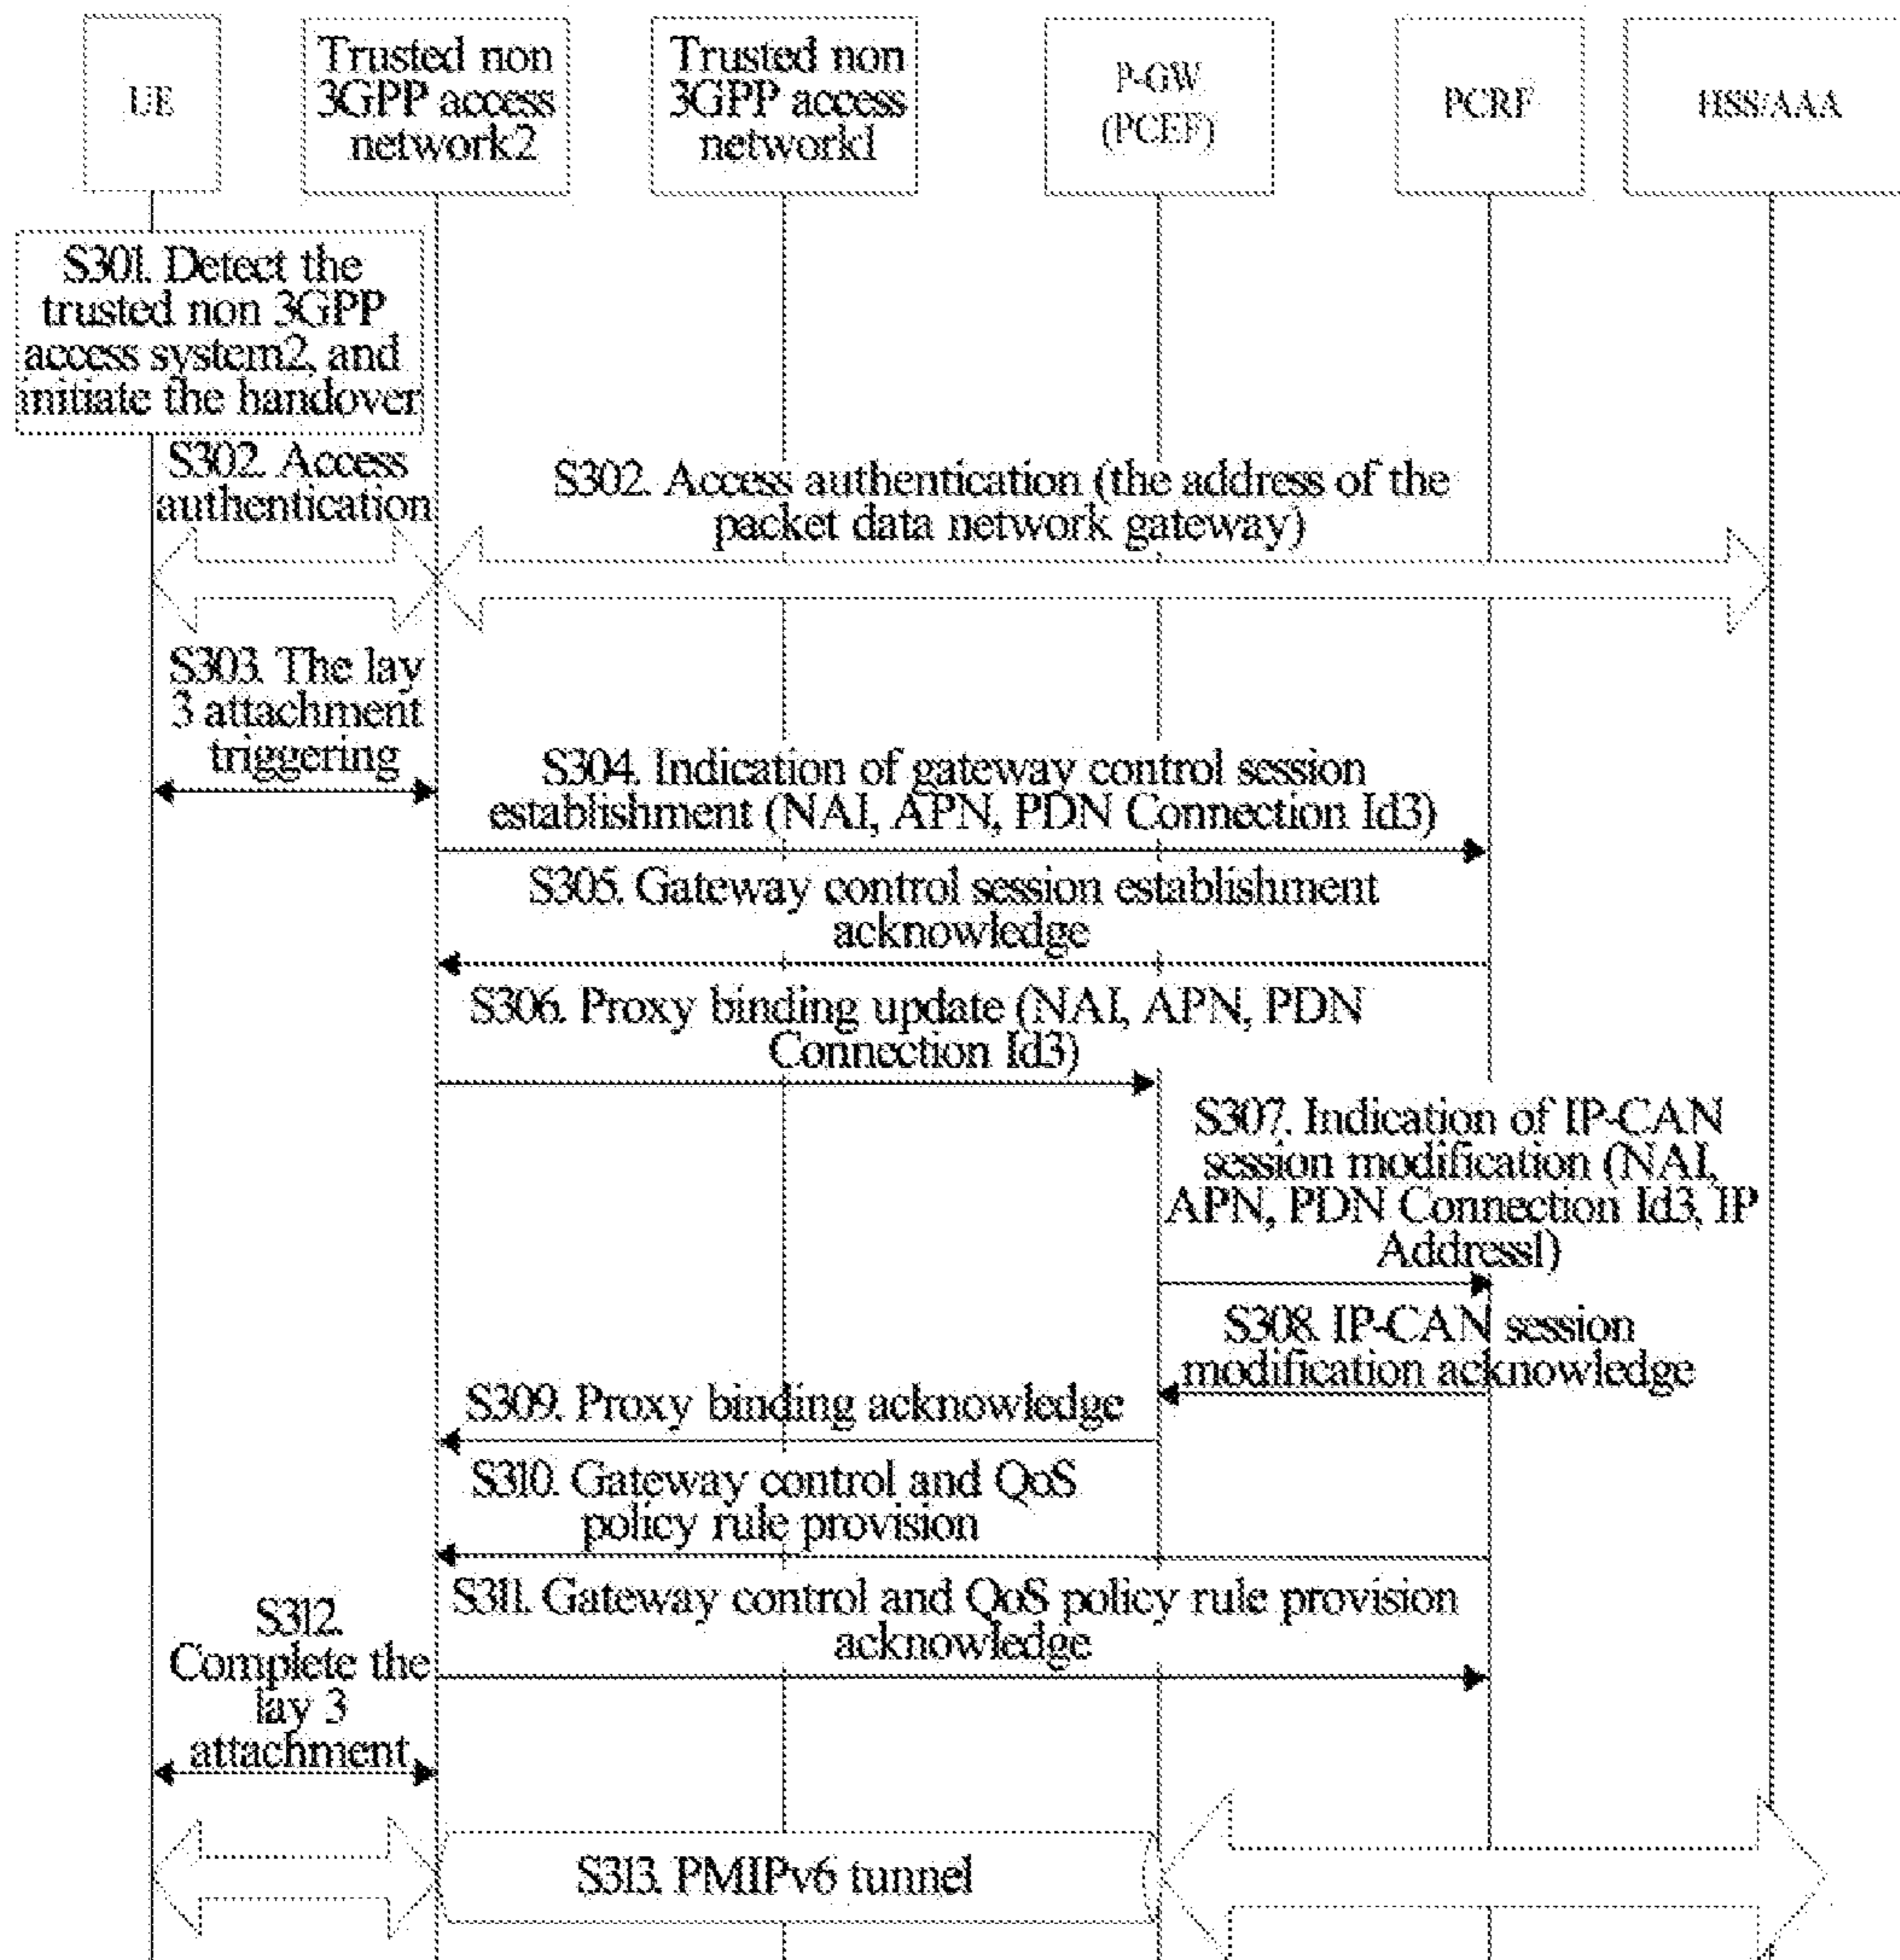 UE
Trusted non
3GPP access
network2
Trusted non
3GPP access
network1
P-GW
(PCEF)
PCRF
HSS/AAA
S301. Detect the
trusted non 3GPP
access system2, and
initiate the handover
S302. Access
authentication
S302. Access authentication (the address of the
packet data network gateway)
S303. The lay
3 attachment
triggering
S304. Indication of gateway control session
establishment (NAI, APN, PDN Connection Id3)
S305. Gateway control session establishment
acknowledge
S306. Proxy binding update (NAI, APN, PDN
Connection Id3)
S307. Indication of IP-CAN
session modification (NAI,
APN, PDN Connection Id3, IP
Address1)
S308. IP-CAN session
modification acknowledge
S309. Proxy binding acknowledge
S310. Gateway control and QoS
policy rule provision
S311. Gateway control and QoS policy rule provision
acknowledge
S312.
Complete the
lay 3
attachment
S313. PMIPv6 tunnel